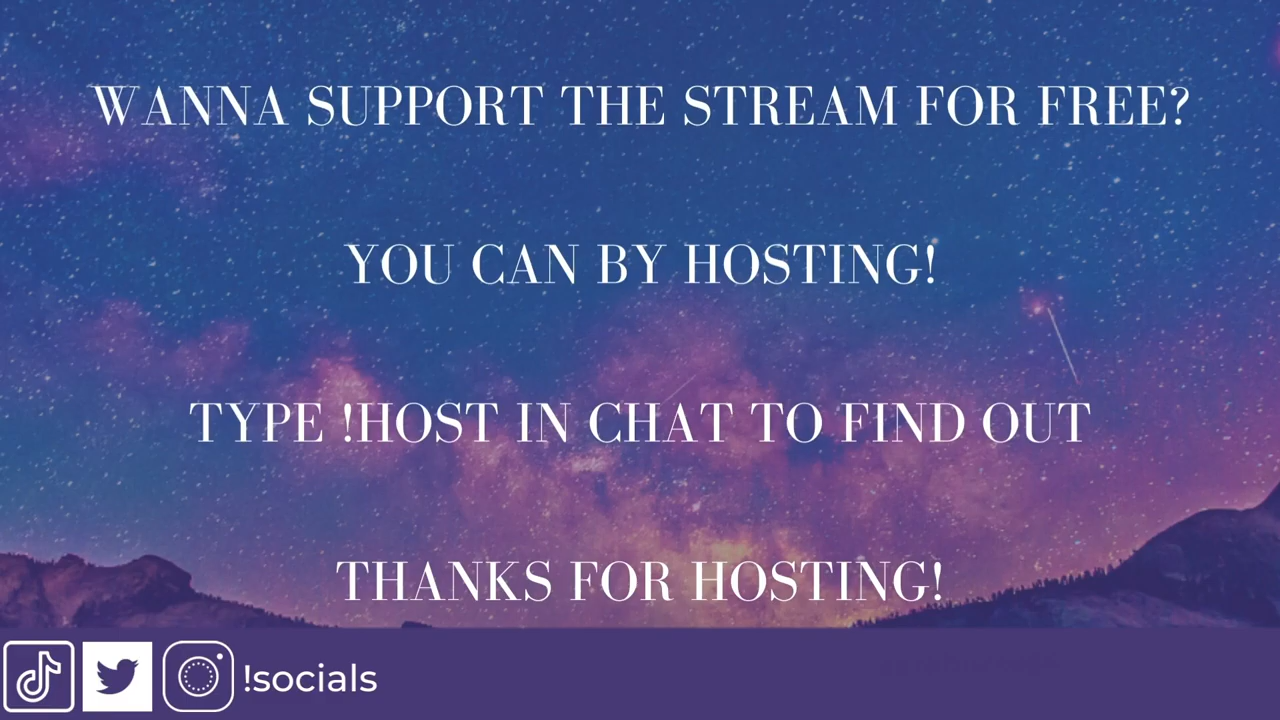 WANNA SUPPORT THE STREAM FOR FREE?
YOU CAN BY HOSTING!
TYPE !HOST IN CHAT TO FIND OUT
THANKS FOR HOSTING!
!socials